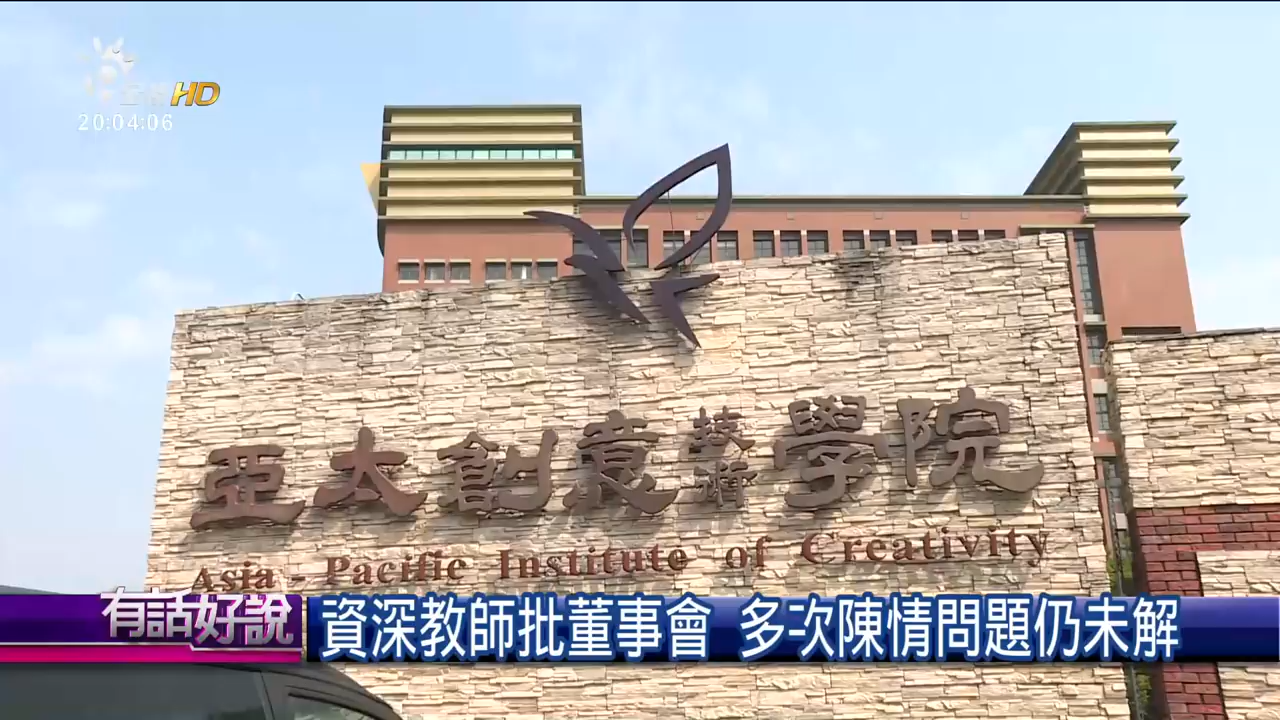 HD
20:04:06
亞太創意技術學院
Asia - Pacific Institute of Creativity
有話好說
資深教師批董事會 多次陳情問題仍未解